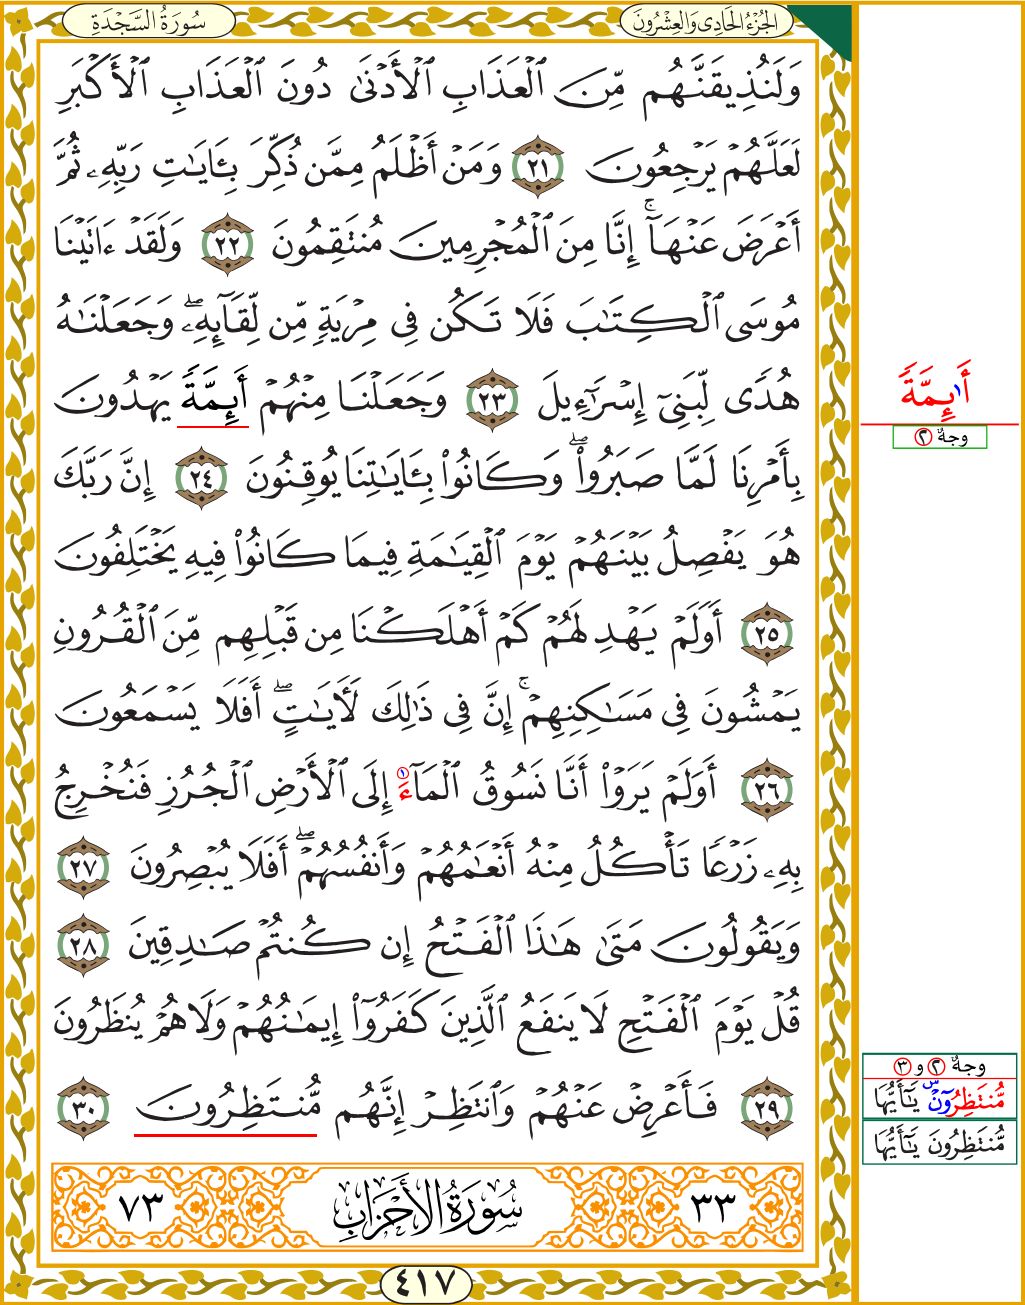 سُورَةُ السَّجْدَةِ
الجُزْءُ الحَادِي وَالعِشْرُونَ
وَلَنُذِيقَنَّهُم مِّنَ ٱلْعَذَابِ ٱلْأَدْنَىٰ دُونَ ٱلْعَذَابِ ٱلْأَكْبَرِ
لَعَلَّهُمْ يَرْجِعُونَ ٢١ وَمَنْ أَظْلَمُ مِمَّن ذُكِّرَ بِـَٔايَٰتِ رَبِّهِۦ ثُمَّ
أَعْرَضَ عَنْهَآ ۚ إِنَّا مِنَ ٱلْمُجْرِمِينَ مُنتَقِمُونَ ٢٢ وَلَقَدْ ءَاتَيْنَا
مُوسَى ٱلْكِتَٰبَ فَلَا تَكُن فِى مِرْيَةٍ مِّن لِّقَآئِهِۦ ۖ وَجَعَلْنَٰهُ
هُدًى لِّبَنِىٓ إِسْرَٰٓءِيلَ ٢٣ وَجَعَلْنَا مِنْهُمْ أَئِمَّةً يَهْدُونَ
بِأَمْرِنَا لَمَّا صَبَرُوا۟ ۖ وَكَانُوا۟ بِـَٔايَٰتِنَا يُوقِنُونَ ٢٤ إِنَّ رَبَّكَ
هُوَ يَفْصِلُ بَيْنَهُمْ يَوْمَ ٱلْقِيَٰمَةِ فِيمَا كَانُوا۟ فِيهِ يَخْتَلِفُونَ
٢٥ أَوَلَمْ يَهْدِ لَهُمْ كَمْ أَهْلَكْنَا مِن قَبْلِهِم مِّنَ ٱلْقُرُونِ
يَمْشُونَ فِى مَسَٰكِنِهِمْ ۚ إِنَّ فِى ذَٰلِكَ لَـَٔايَٰتٍ ۖ أَفَلَا يَسْمَعُونَ
٢٦ أَوَلَمْ يَرَوْا۟ أَنَّا نَسُوقُ ٱلْمَآءَ ١ إِلَى ٱلْأَرْضِ ٱلْجُرُزِ فَنُخْرِجُ
بِهِۦ زَرْعًا تَأْكُلُ مِنْهُ أَنْعَٰمُهُمْ وَأَنفُسُهُمْ ۖ أَفَلَا يُبْصِرُونَ ٢٧
وَيَقُولُونَ مَتَىٰ هَٰذَا ٱلْفَتْحُ إِن كُنتُمْ صَٰدِقِينَ ٢٨
قُلْ يَوْمَ ٱلْفَتْحِ لَا يَنفَعُ ٱلَّذِينَ كَفَرُوٓا۟ إِيمَٰنُهُمْ وَلَا هُمْ يُنظَرُونَ
٢٩ فَأَعْرِضْ عَنْهُمْ وَٱنتَظِرْ إِنَّهُم مُّنتَظِرُونَ ٣٠
٣٣ سُورَةُ الأَحْزَابِ ٧٣
٤١٧
أَئِمَّةً
وجهٌ ٢
وجهٌ ٢ و ٣
مُّنتَظِرُونَ يَٰٓأَيُّهَا
مُّنتَظِرُونَ يَٰٓأَيُّهَا